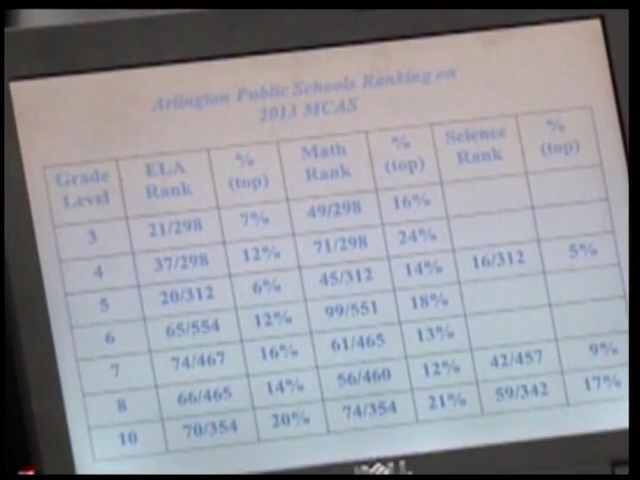 Arlington Public Schools Ranking on
2013 MCAS
Grade Level ELA Rank % (top) Math Rank % (top) Science Rank % (top)
3 21/298 7% 49/298 16%
4 37/298 12% 71/298 24%
5 20/312 6% 45/312 14% 16/312 5%
6 65/554 12% 99/551 18%
7 74/467 16% 61/465 13%
8 66/465 14% 56/460 12% 42/457 9%
10 70/354 20% 74/354 21% 59/342 17%
DELL